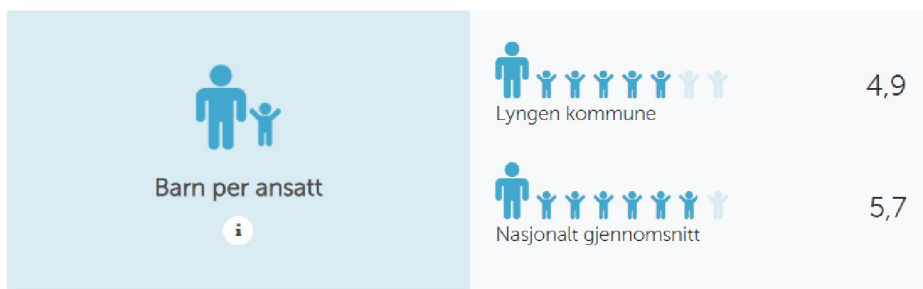 Barn per ansatt
i
Lyngen kommune
4,9
Nasjonalt gjennomsnitt
5,7